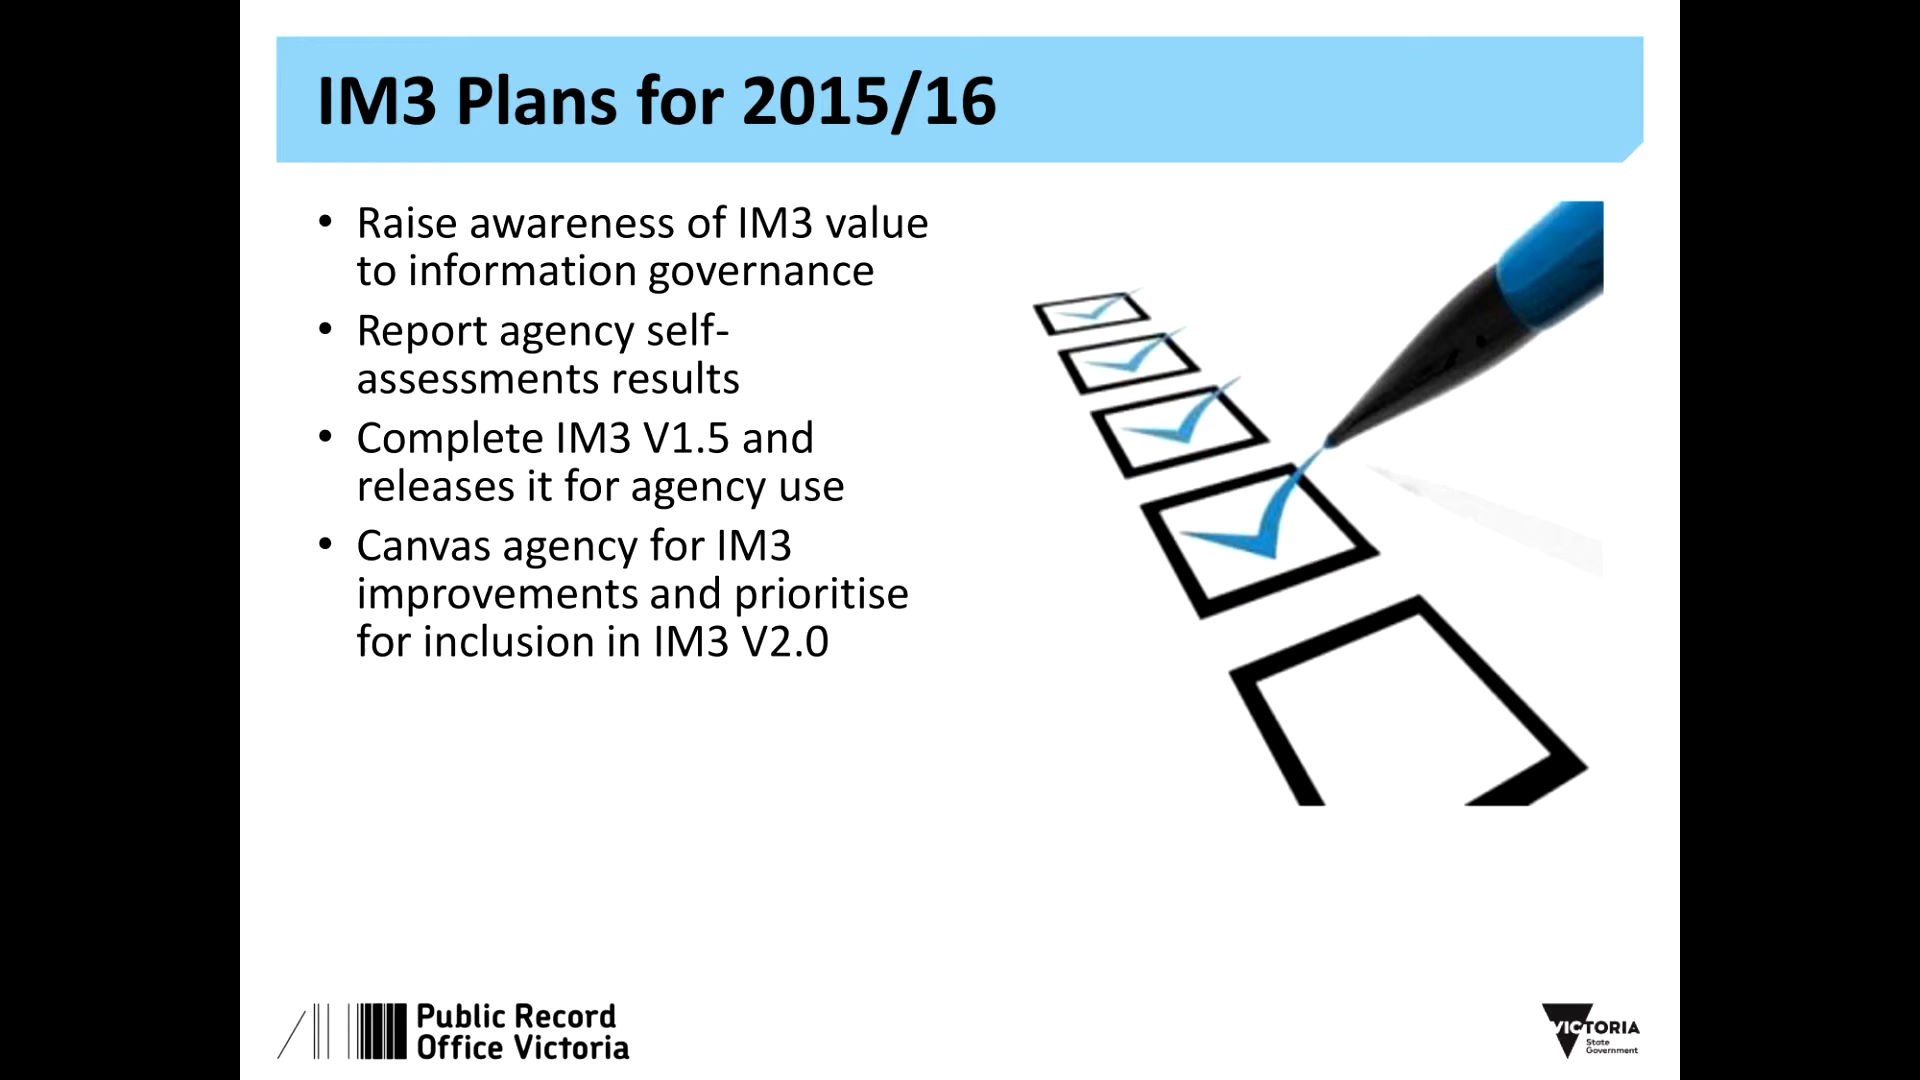 IM3 Plans for 2015/16
• Raise awareness of IM3 value
to information governance
• Report agency self-
assessments results
• Complete IM3 V1.5 and
releases it for agency use
• Canvas agency for IM3
improvements and prioritise
for inclusion in IM3 V2.0
Public Record
Office Victoria
VICTORIA
State
Government